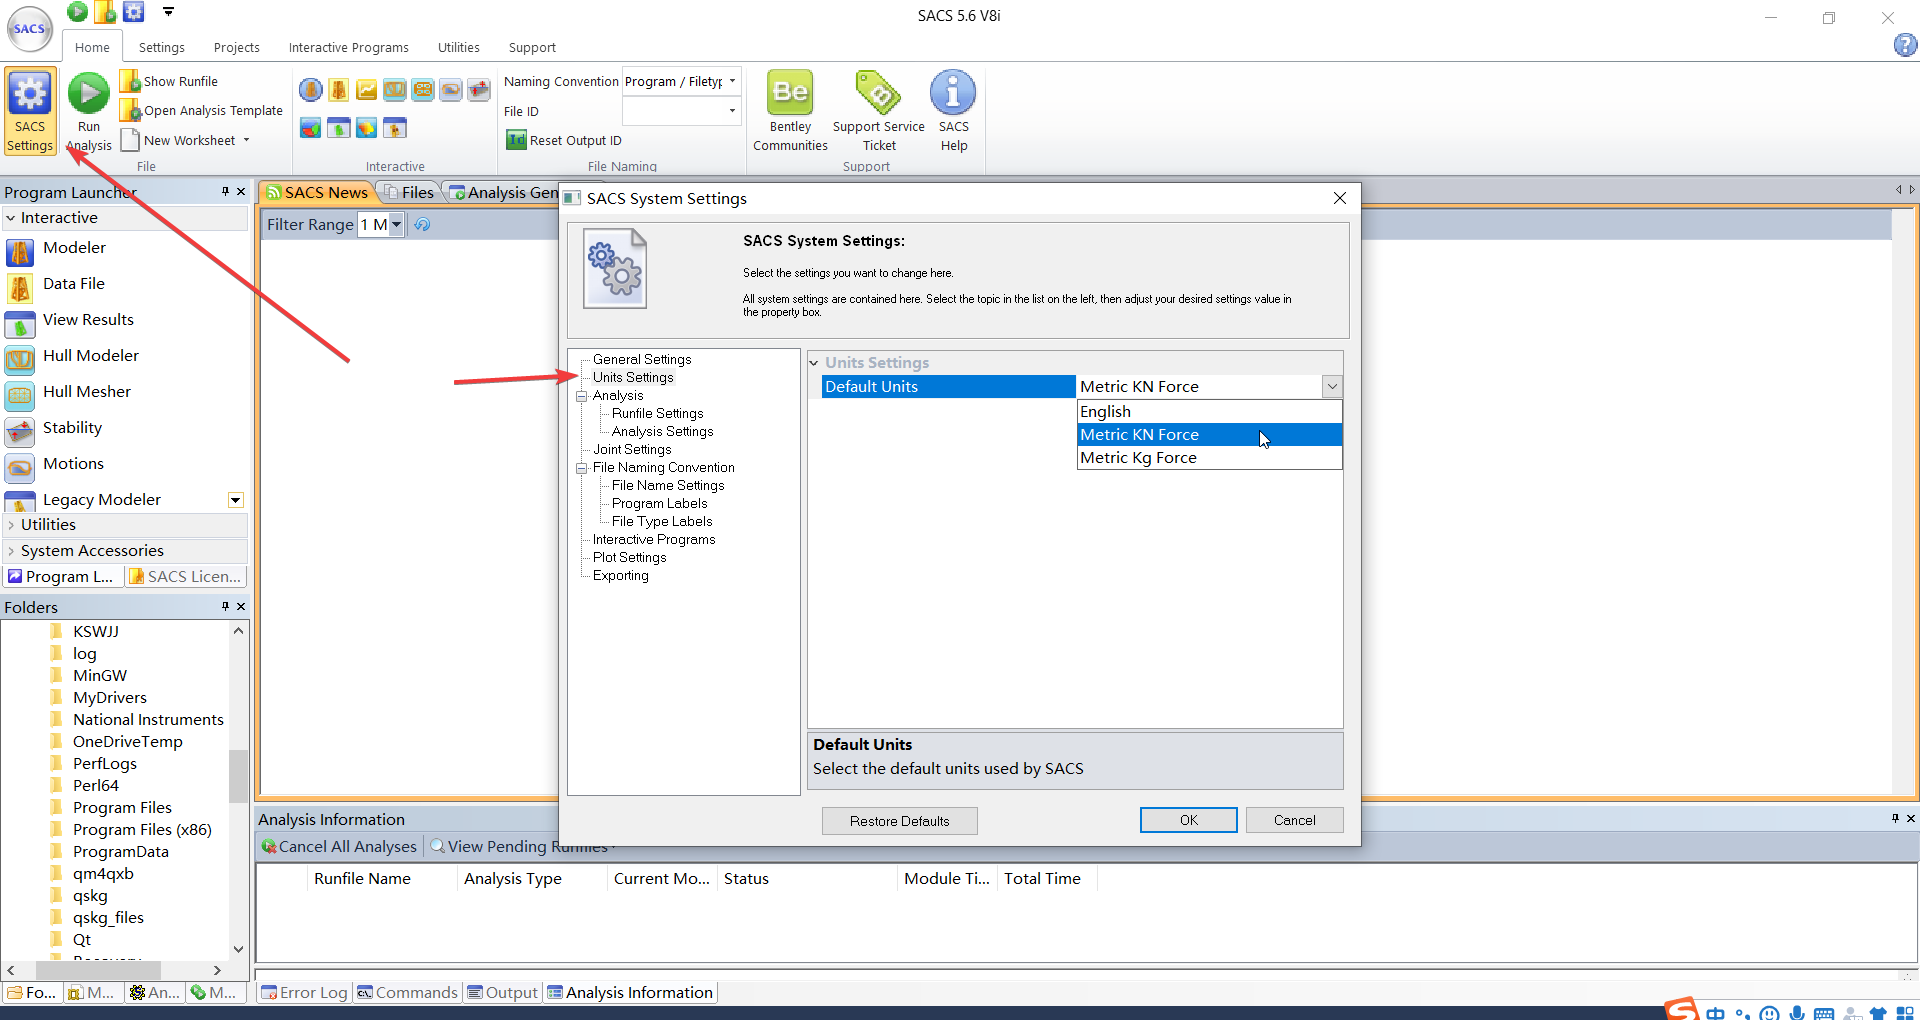 SACS
SACS 5.6 V8i
Home
Settings
Projects
Interactive Programs
Utilities
Support
SACS
Settings
Run
Analysis
Show Runfile
Open Analysis Template
New Worksheet
File
Interactive
Naming Convention
Program / Filetyp
File ID
Id
Reset Output ID
File Naming
Be
Bentley
Communities
Support Service
Ticket
SACS
Help
Support
Program Launcher
Interactive
Modeler
Data File
View Results
Hull Modeler
Hull Mesher
Stability
Motions
Legacy Modeler
Utilities
System Accessories
Program L...
SACS Licen...
Folders
KSWJJ
log
MinGW
MyDrivers
National Instruments
OneDriveTemp
PerfLogs
Perl64
Program Files
Program Files (x86)
ProgramData
qm4qxb
qskg
qskg_files
Qt
Recovery
Fo...
M...
An...
M...
SACS News
Files
Analysis Gen
Filter Range
1 M
SACS System Settings
SACS System Settings:
Select the settings you want to change here.
All system settings are contained here. Select the topic in the list on the left, then adjust your desired settings value in
the property box.
General Settings
Units Settings
Analysis
Runfile Settings
Analysis Settings
Joint Settings
File Naming Convention
File Name Settings
Program Labels
File Type Labels
Interactive Programs
Plot Settings
Exporting
Units Settings
Default Units
Metric KN Force
English
Metric KN Force
Metric Kg Force
Default Units
Select the default units used by SACS
Restore Defaults
OK
Cancel
Analysis Information
Cancel All Analyses
View Pending Runfiles
Runfile Name
Analysis Type
Current Mo...
Status
Module Ti...
Total Time
Error Log
Commands
Output
Analysis Information
中